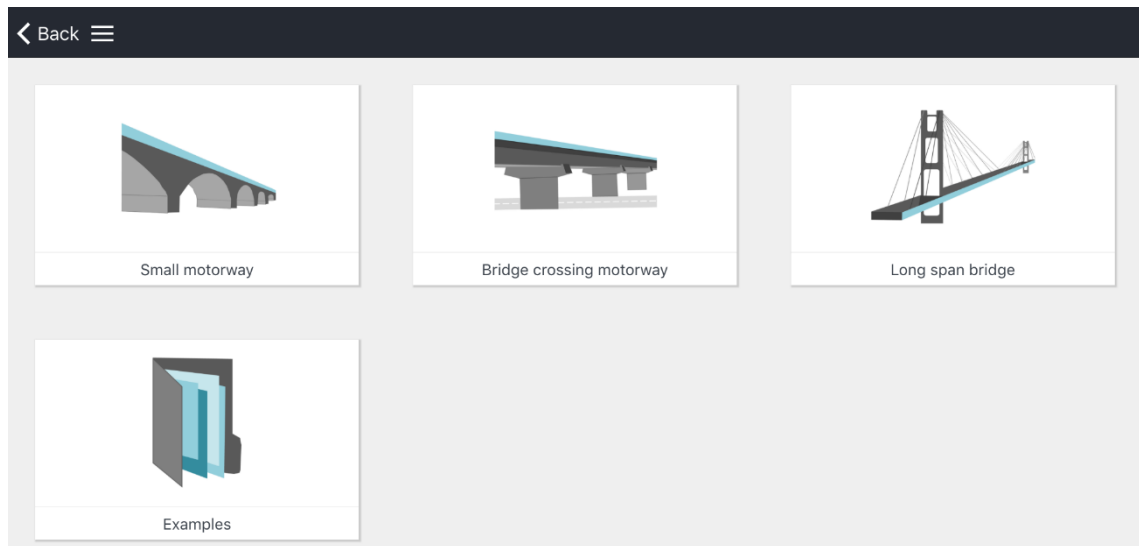 Back
Small motorway
Bridge crossing motorway
Long span bridge
Examples